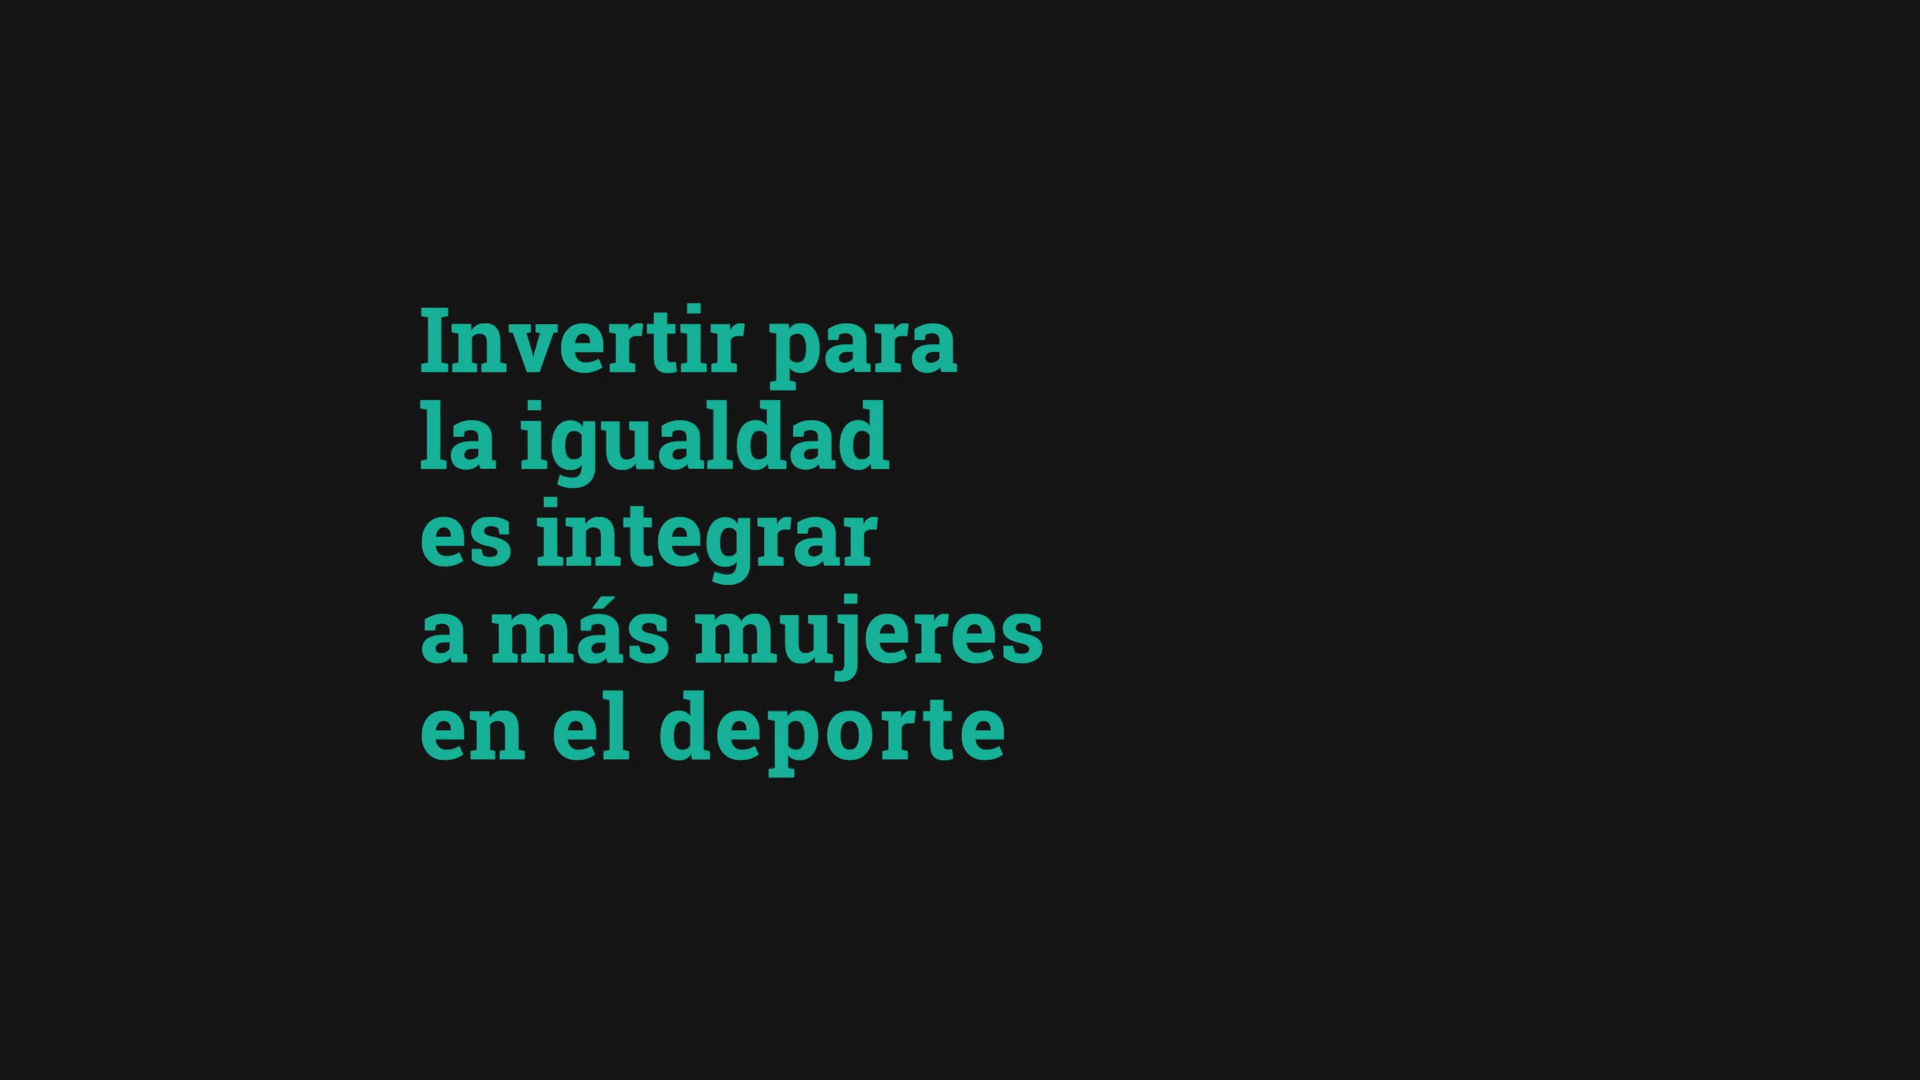 Invertir para
la igualdad
es integrar
a más mujeres
en el deporte